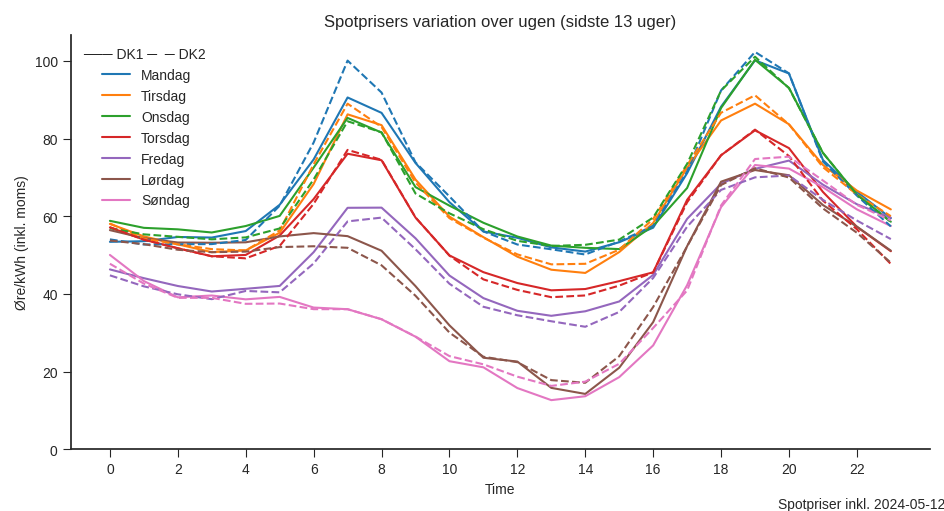 Spotprisers variation over ugen (sidste 13 uger)
DK1 DK2
Mandag
Tirsdag
Onsdag
Torsdag
Fredag
Lørdag
Søndag
Øre/kWh (inkl. moms)
100
80
60
40
20
0
0 2 4 6 8 10 12 14 16 18 20 22
Time
Spotpriser inkl. 2024-05-12